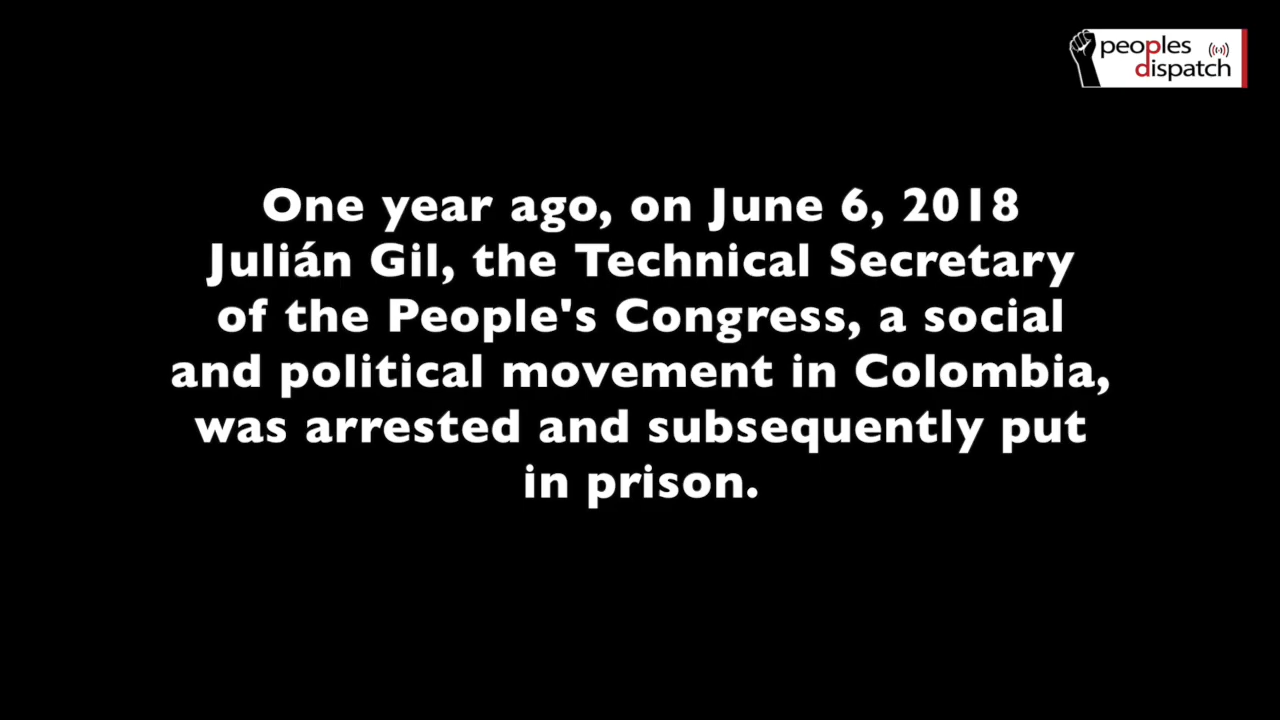 peoples
dispatch
One year ago, on June 6, 2018
Julián Gil, the Technical Secretary
of the People's Congress, a social
and political movement in Colombia,
was arrested and subsequently put
in prison.